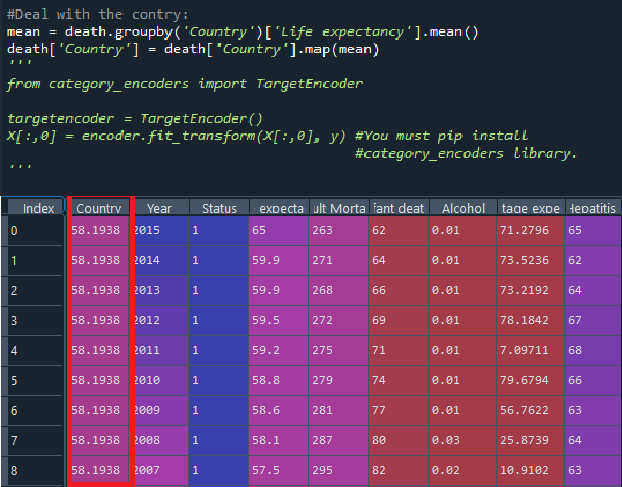 #Deal with the contry:
mean = death.groupby('Country')['Life expectancy'].mean()
death['Country'] = death["Country'].map(mean)
'''
from category_encoders import TargetEncoder
targetencoder = TargetEncoder()
X[:,0] = encoder.fit_transform(X[:,0], y) #You must pip install
#category_encoders library.
'''
Index Country Year Status expecta ult Morta fant deat Alcohol tage expe Hepatitis
0 58.1938 2015 1 65 263 62 0.01 71.2796 65
1 58.1938 2014 1 59.9 271 64 0.01 73.5236 62
2 58.1938 2013 1 59.9 268 66 0.01 73.2192 64
3 58.1938 2012 1 59.5 272 69 0.01 78.1842 67
4 58.1938 2011 1 59.2 275 71 0.01 7.09711 68
5 58.1938 2010 1 58.8 279 74 0.01 79.6794 66
6 58.1938 2009 1 58.6 281 77 0.01 56.7622 63
7 58.1938 2008 1 58.1 287 80 0.03 25.8739 64
8 58.1938 2007 1 57.5 295 82 0.02 10.9102 63